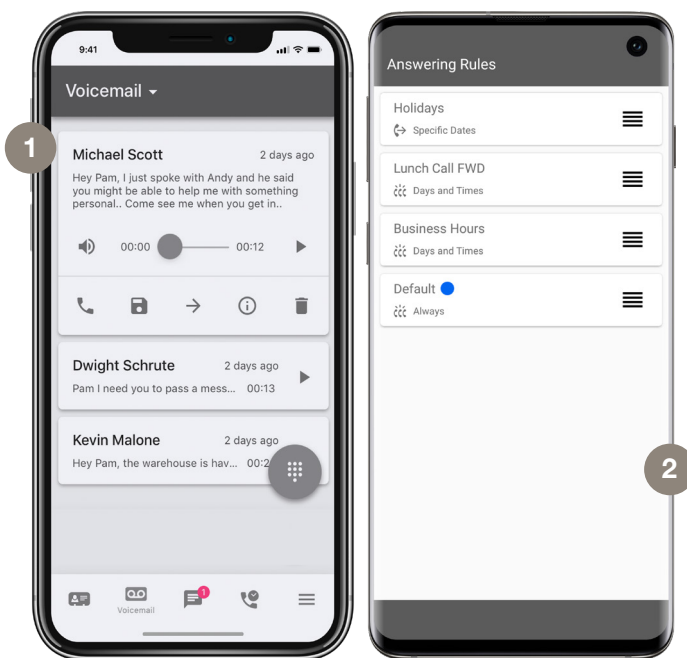 9:41
Voicemail
1
Michael Scott 2 days ago
Hey Pam, I just spoke with Andy and he said
you might be able to help me with something
personal.. Come see me when you get in..
00:00 00:12
Dwight Schrute 2 days ago
Pam I need you to pass a mess... 00:13
Kevin Malone 2 days ago
Hey Pam, the warehouse is hav... 00:2
1
Voicemail
Answering Rules
Holidays
Specific Dates
Lunch Call FWD
Days and Times
Business Hours
Days and Times
Default
Always
2